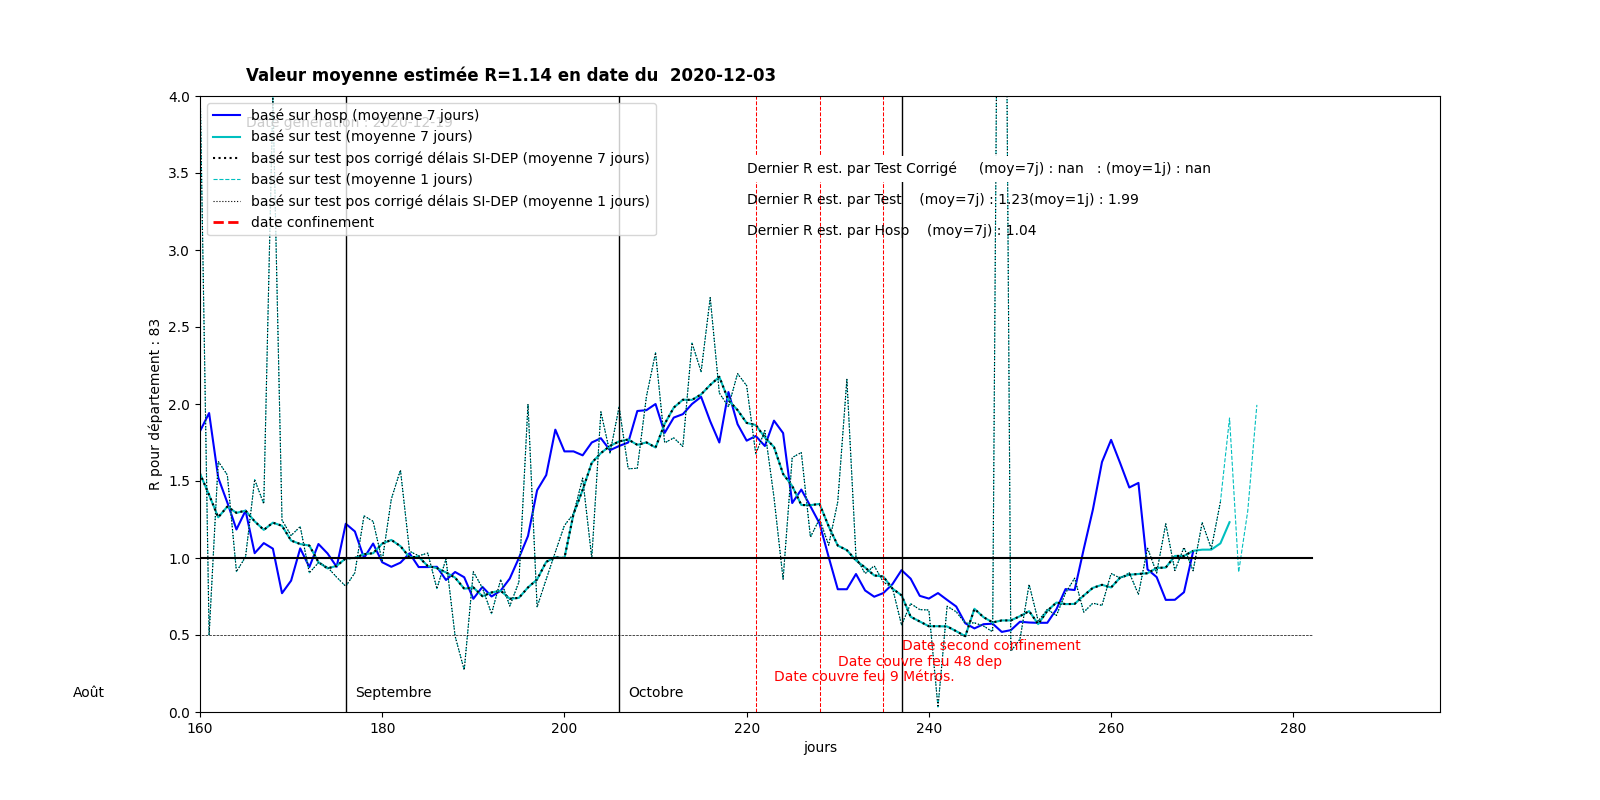 Valeur moyenne estimée R=1.14 en date du  2020-12-03
Date génération : 2020-12-19
basé sur hosp (moyenne 7 jours)
basé sur test (moyenne 7 jours)
basé sur test pos corrigé délais SI-DEP (moyenne 7 jours)
basé sur test (moyenne 1 jours)
basé sur test pos corrigé délais SI-DEP (moyenne 1 jours)
date confinement
Dernier R est. par Test Corrigé     (moy=7j) : nan   : (moy=1j) : nan
Dernier R est. par Test    (moy=7j) : 1.23(moy=1j) : 1.99
Dernier R est. par Hosp    (moy=7j) : 1.04
4.0
3.5
3.0
2.5
2.0
1.5
1.0
0.5
0.0
R pour département : 83
Date second confinement
Date couvre feu 48 dep
Date couvre feu 9 Métros.
Août
Septembre
Octobre
160 180 200 220 240 260 280
jours